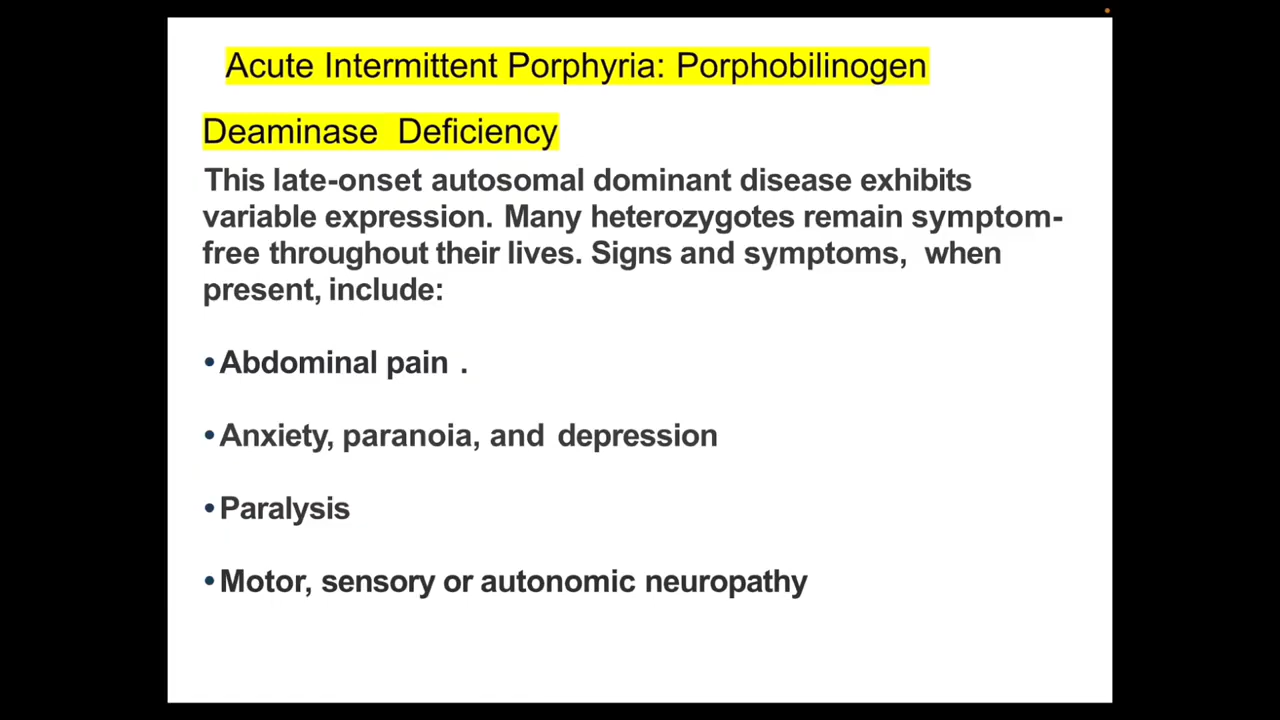 Acute Intermittent Porphyria: Porphobilinogen
Deaminase Deficiency
This late-onset autosomal dominant disease exhibits
variable expression. Many heterozygotes remain symptom-
free throughout their lives. Signs and symptoms, when
present, include:
•Abdominal pain .
•Anxiety, paranoia, and depression
•Paralysis
•Motor, sensory or autonomic neuropathy